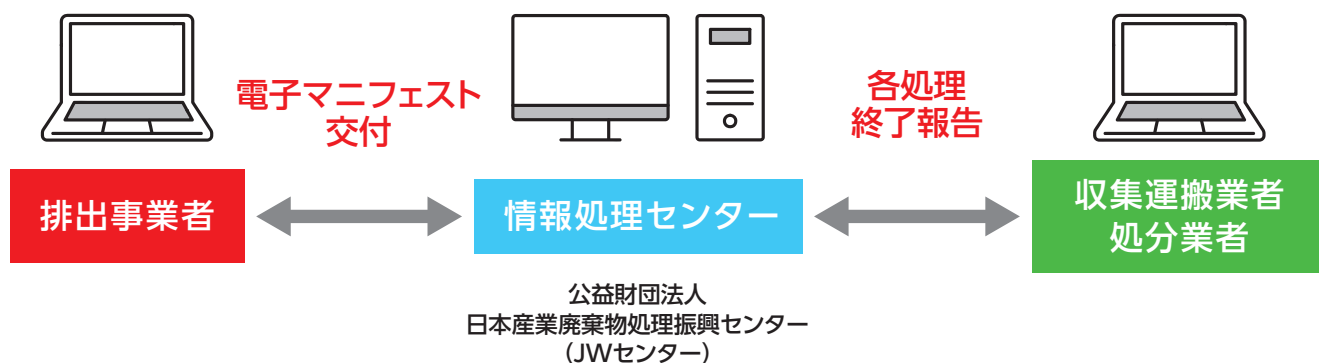 電子マニフェスト
交付
各処理
終了報告
排出事業者
情報処理センター
収集運搬業者
処分業者
公益財団法人
日本産業廃棄物処理振興センター
(JWセンター)